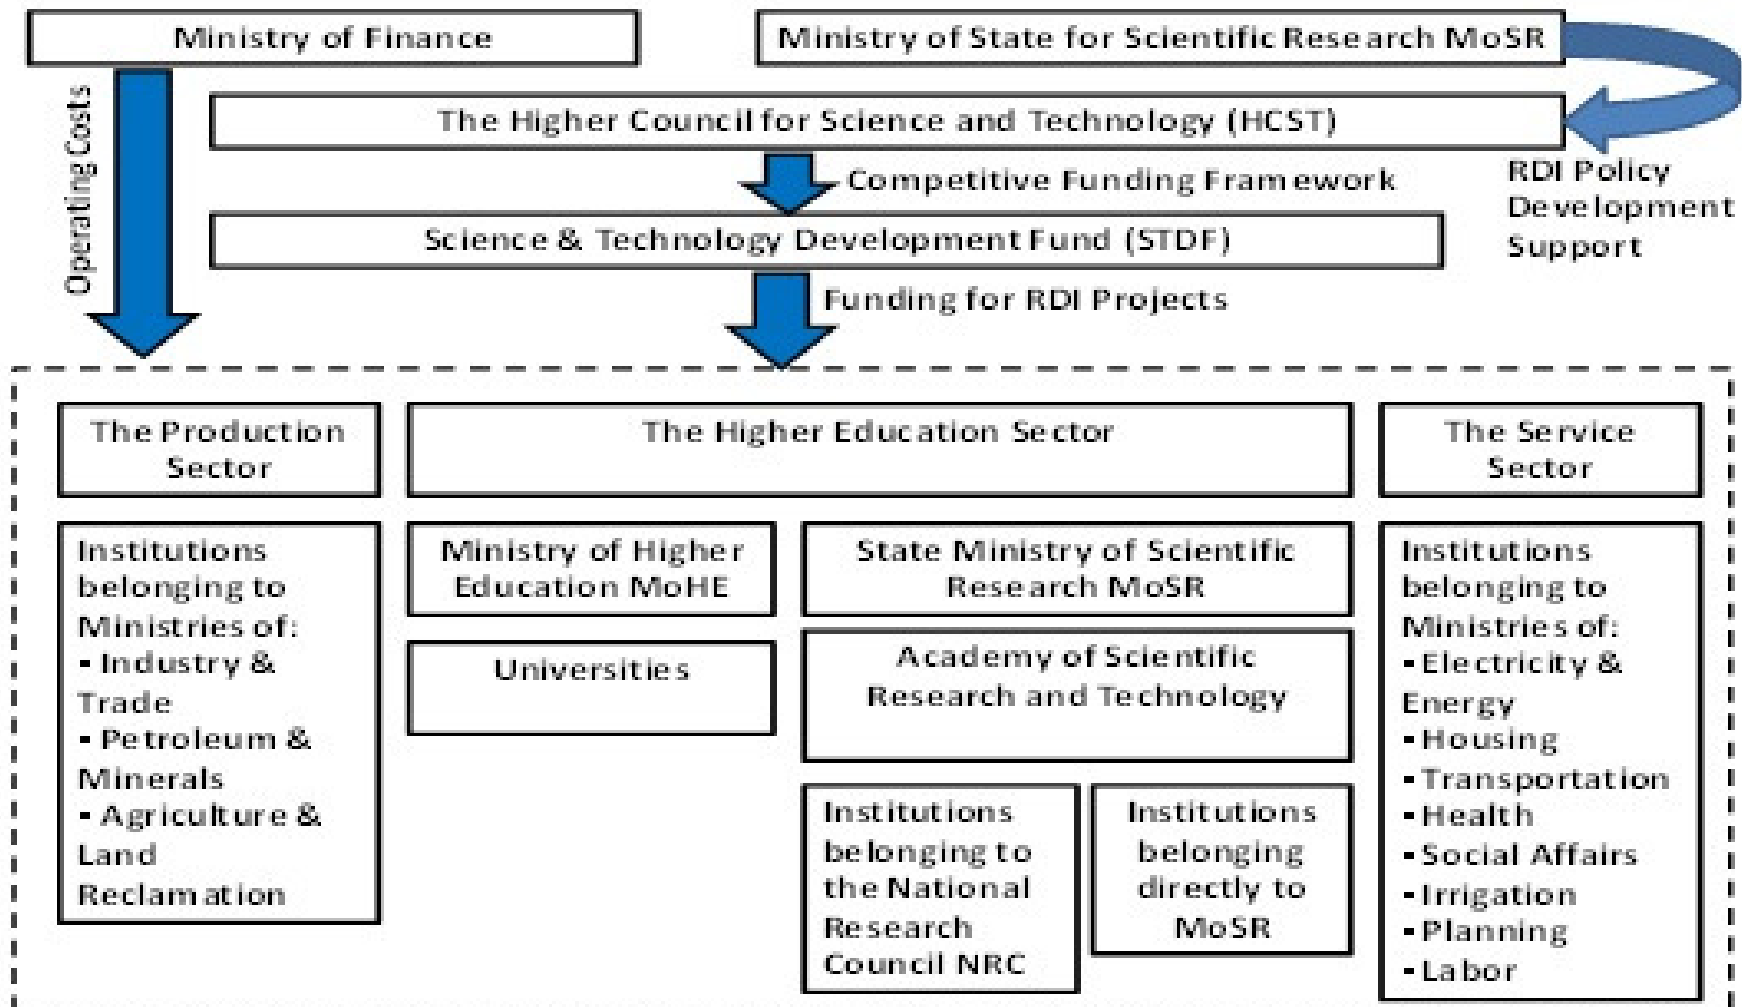 Ministry of Finance
Ministry of State for Scientific Research MoSR
Operating Costs
The Higher Council for Science and Technology (HCST)
Competitive Funding Framework
RDI Policy
Development
Support
Science & Technology Development Fund (STDF)
Funding for RDI Projects
The Production
Sector
The Higher Education Sector
The Service
Sector
Institutions
belonging to
Ministries of:
- Industry &
Trade
- Petroleum &
Minerals
- Agriculture &
Land
Reclamation
Ministry of Higher
Education MoHE
Universities
State Ministry of Scientific
Research MoSR
Academy of Scientific
Research and Technology
Institutions
belonging to
the National
Research
Council NRC
Institutions
belonging
directly to
MoSR
Institutions
belonging to
Ministries of:
- Electricity &
Energy
- Housing
- Transportation
- Health
- Social Affairs
- Irrigation
- Planning
- Labor